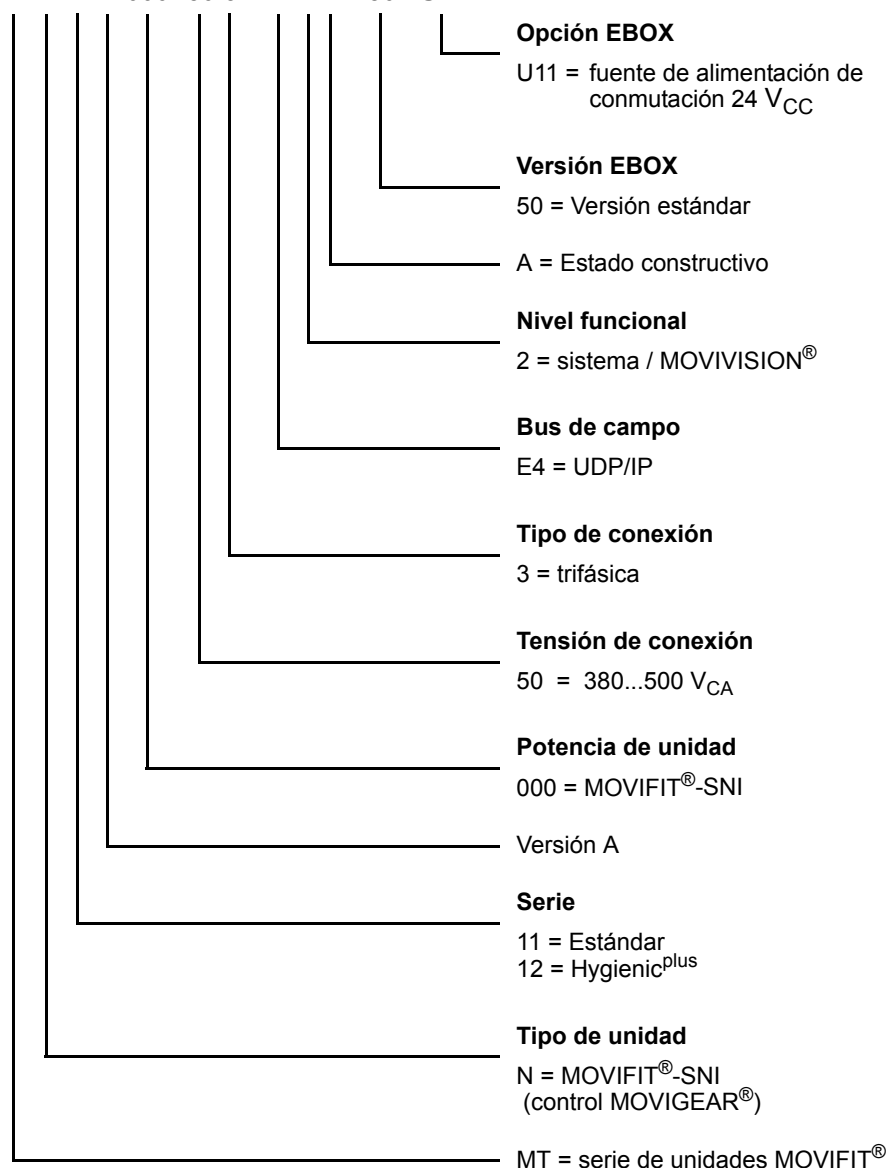 Opción EBOX
U11 = fuente de alimentación de
conmutación 24 VCC
Versión EBOX
50 = Versión estándar
A = Estado constructivo
Nivel funcional
2 = sistema / MOVIVISION®
Bus de campo
E4 = UDP/IP
Tipo de conexión
3 = trifásica
Tensión de conexión
50 = 380...500 VCA
Potencia de unidad
000 = MOVIFIT®-SNI
Versión A
Serie
11 = Estándar
12 = Hygienicplus
Tipo de unidad
N = MOVIFIT®-SNI
(control MOVIGEAR®)
MT = serie de unidades MOVIFIT®